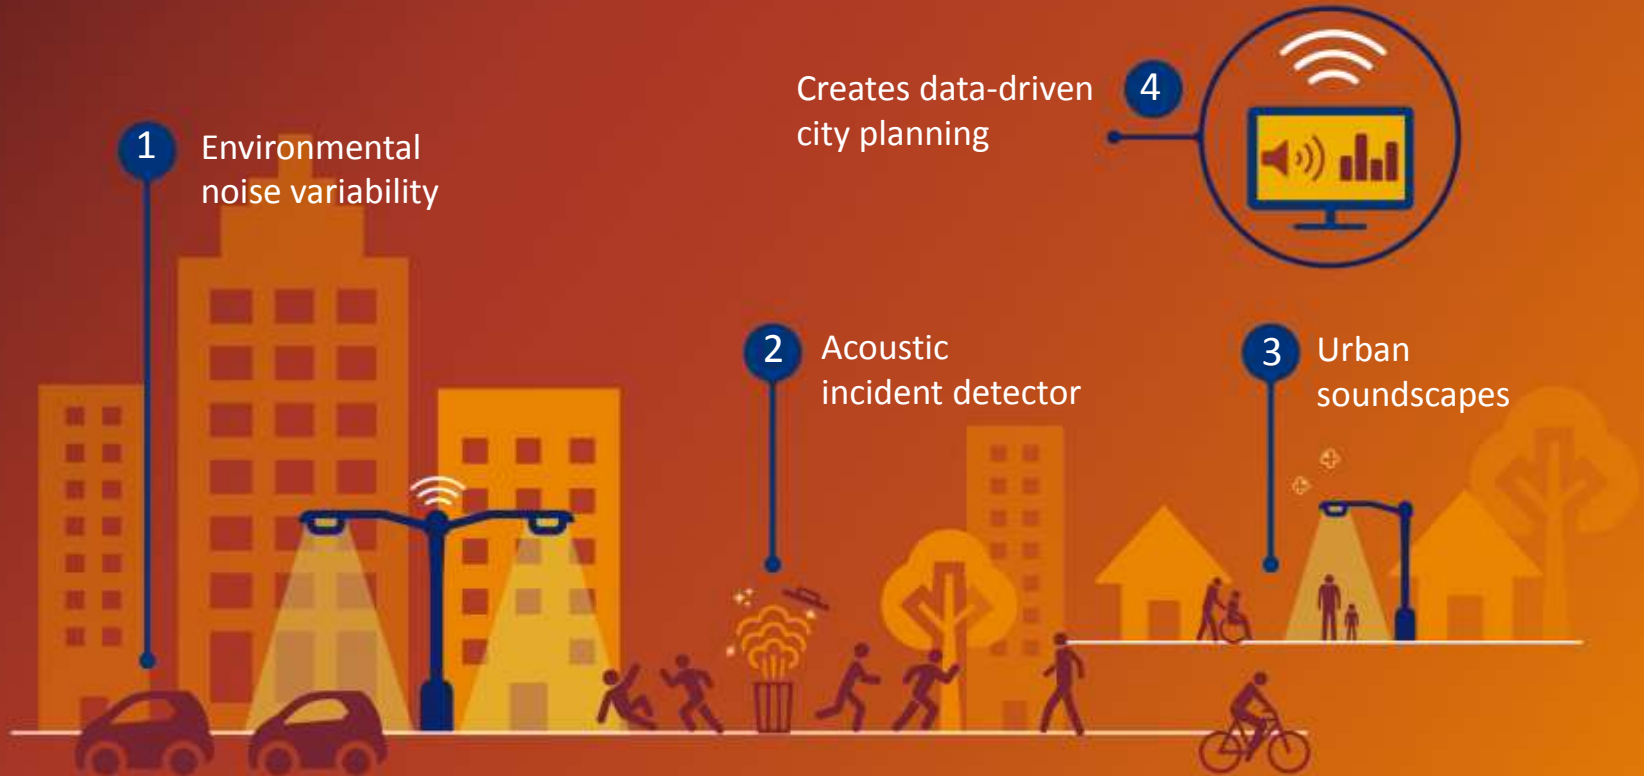 1
Environmental
noise variability
2
Acoustic
incident detector
3
Urban
soundscapes
Creates data-driven
city planning
4